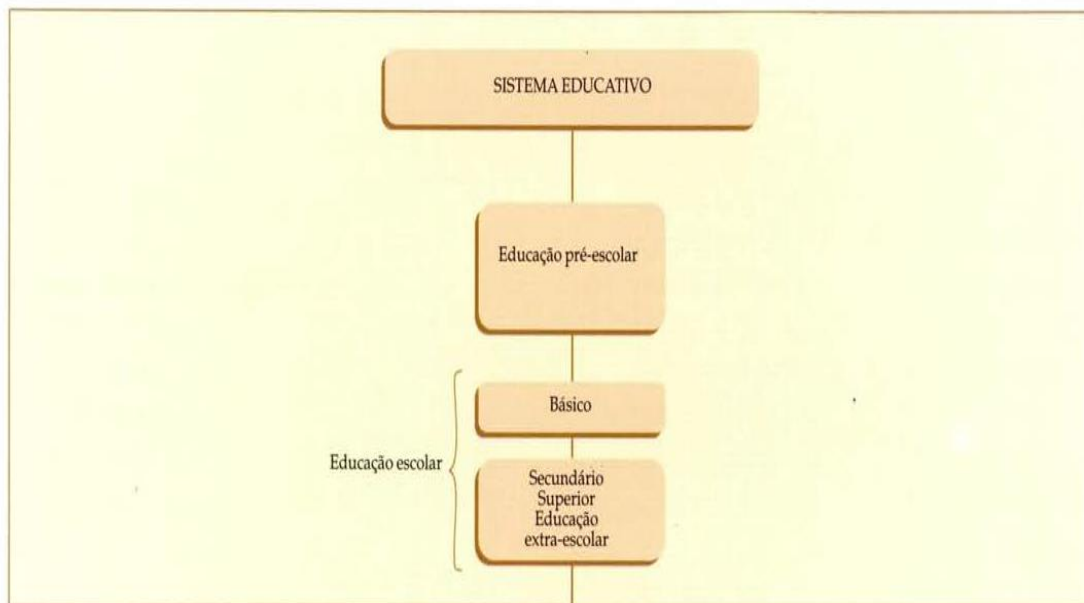 SISTEMA EDUCATIVO
Educação pré-escolar
Básico
Educação escolar
Secundário
Superior
Educação
extra-escolar